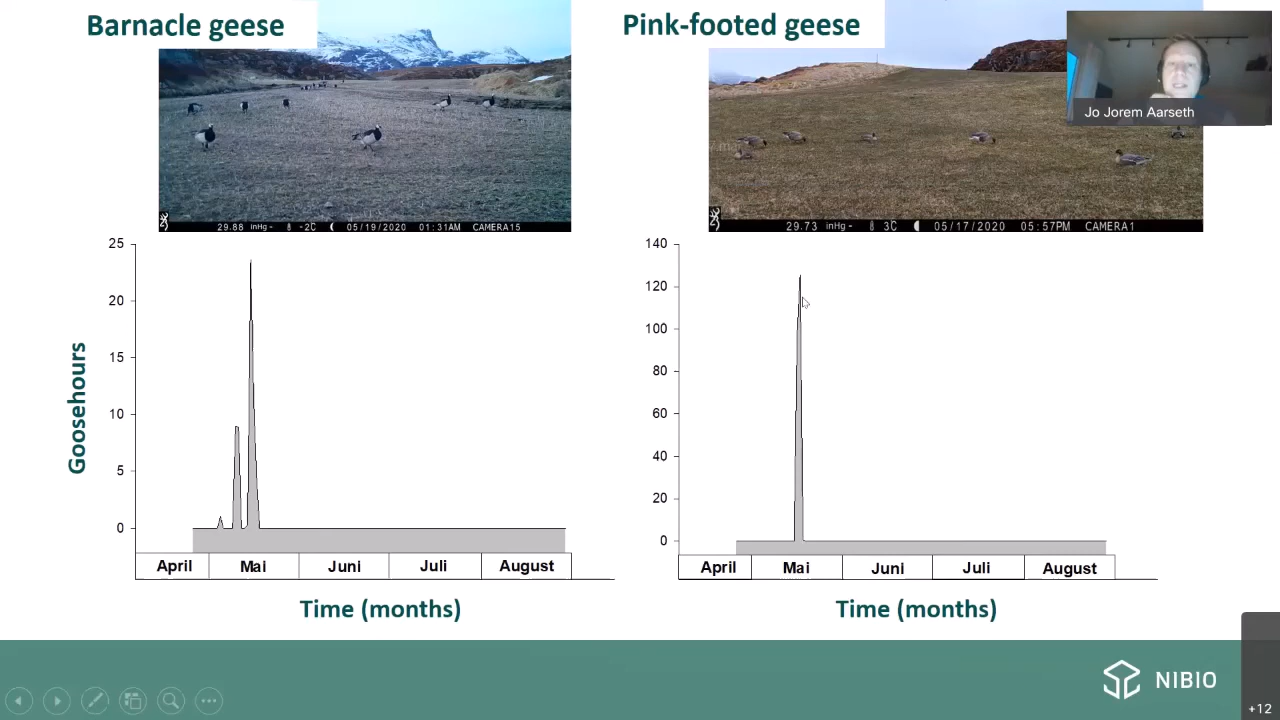 Barnacle geese
Pink-footed geese
Jo Jorem Aarseth
29.88 inHg - -2C 05/19/2020 01:31AM CAMERA15
29.73 inHg - 3C 05/17/2020 05:57PM CAMERA1
Goosehours
25
20
15
10
5
0
April Mai Juni Juli August
Time (months)
140
120
100
80
60
40
20
0
April Mai Juni Juli August
Time (months)
NIBIO
+12